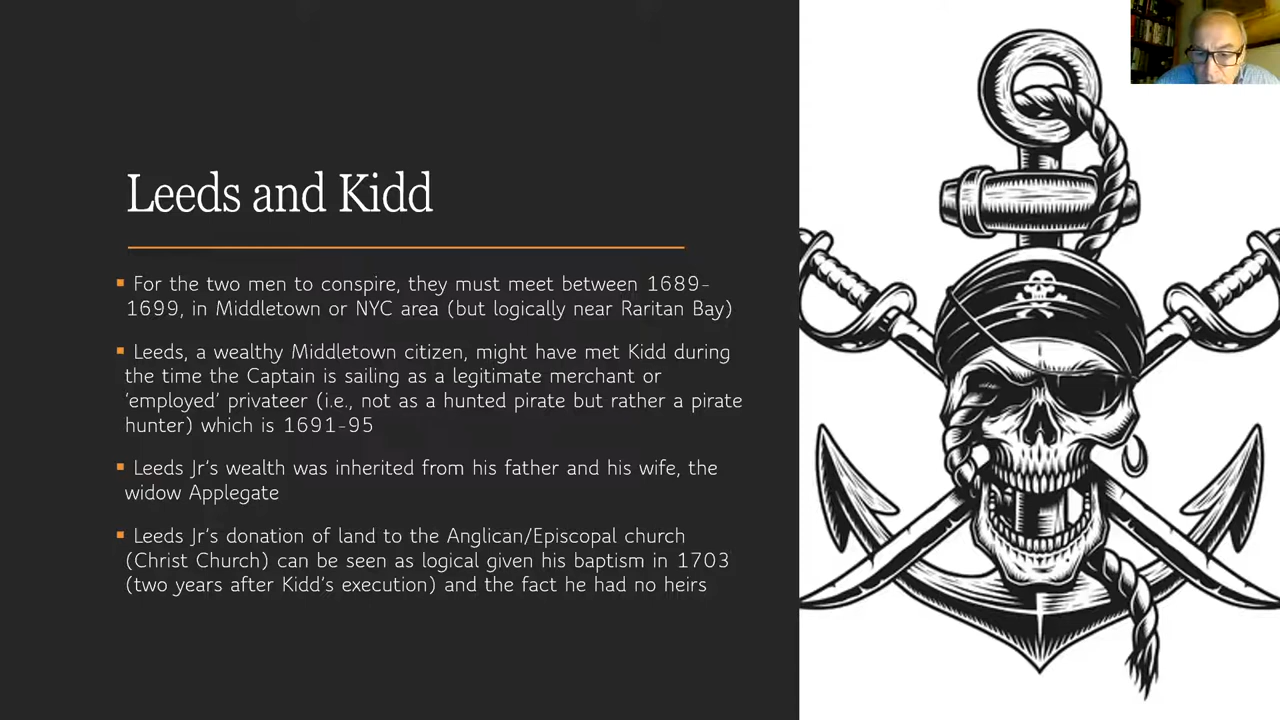 Leeds and Kidd
▪ For the two men to conspire, they must meet between 1689-
1699, in Middletown or NYC area (but logically near Raritan Bay)
▪ Leeds, a wealthy Middletown citizen, might have met Kidd during
the time the Captain is sailing as a legitimate merchant or
'employed' privateer (i.e., not as a hunted pirate but rather a pirate
hunter) which is 1691-95
▪ Leeds Jr's wealth was inherited from his father and his wife, the
widow Applegate
▪ Leeds Jr's donation of land to the Anglican/Episcopal church
(Christ Church) can be seen as logical given his baptism in 1703
(two years after Kidd's execution) and the fact he had no heirs